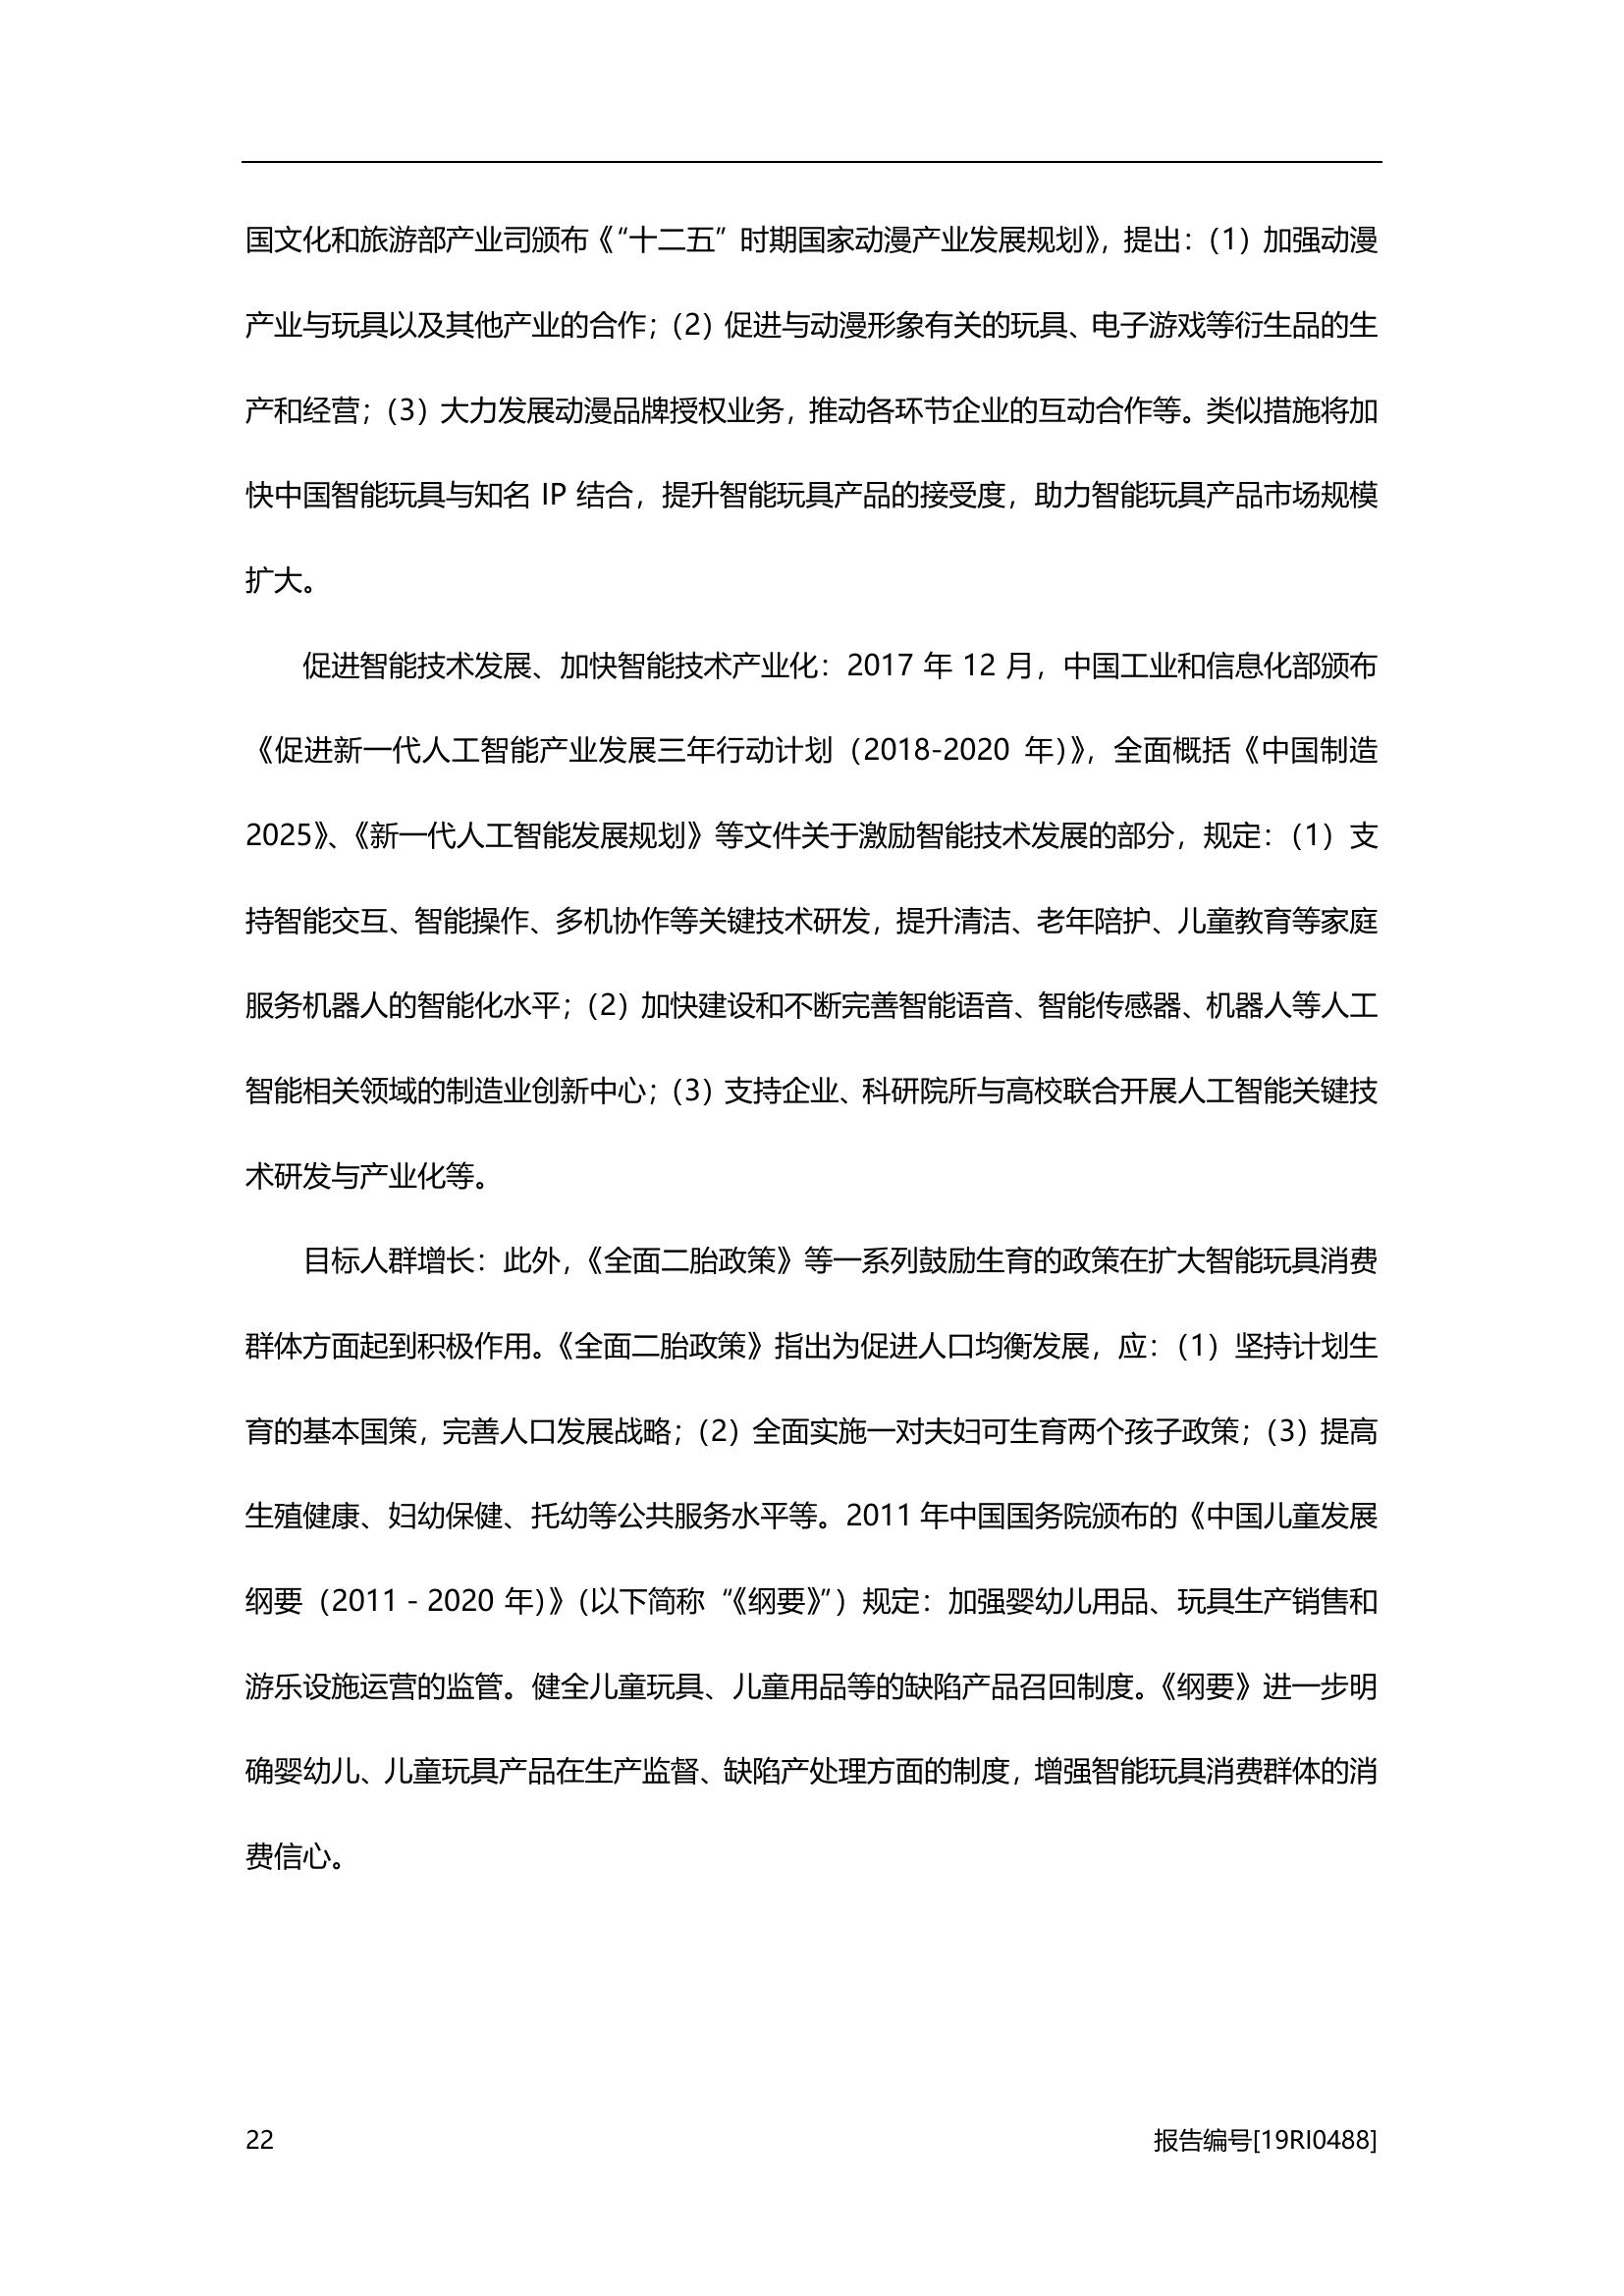 国文化和旅游部产业司颁布《“十二五”时期国家动漫产业发展规划》，提出：（1）加强动漫
产业与玩具以及其他产业的合作；（2）促进与动漫形象有关的玩具、电子游戏等衍生品的生
产和经营；（3）大力发展动漫品牌授权业务，推动各环节企业的互动合作等。类似措施将加
快中国智能玩具与知名 IP 结合，提升智能玩具产品的接受度，助力智能玩具产品市场规模
扩大。
促进智能技术发展、加快智能技术产业化：2017 年 12 月，中国工业和信息化部颁布
《促进新一代人工智能产业发展三年行动计划（2018-2020 年）》，全面概括《中国制造
2025》、《新一代人工智能发展规划》等文件关于激励智能技术发展的部分，规定：（1）支
持智能交互、智能操作、多机协作等关键技术研发，提升清洁、老年陪护、儿童教育等家庭
服务机器人的智能化水平；（2）加快建设和不断完善智能语音、智能传感器、机器人等人工
智能相关领域的制造业创新中心；（3）支持企业、科研院所与高校联合开展人工智能关键技
术研发与产业化等。
目标人群增长：此外，《全面二胎政策》等一系列鼓励生育的政策在扩大智能玩具消费
群体方面起到积极作用。《全面二胎政策》指出为促进人口均衡发展，应：（1）坚持计划生
育的基本国策，完善人口发展战略；（2）全面实施一对夫妇可生育两个孩子政策；（3）提高
生殖健康、妇幼保健、托幼等公共服务水平等。2011 年中国国务院颁布的《中国儿童发展
纲要（2011 - 2020 年）》（以下简称“《纲要》”）规定：加强婴幼儿用品、玩具生产销售和
游乐设施运营的监管。健全儿童玩具、儿童用品等的缺陷产品召回制度。《纲要》进一步明
确婴幼儿、儿童玩具产品在生产监督、缺陷产处理方面的制度，增强智能玩具消费群体的消
费信心。
22 报告编号[19RI0488]